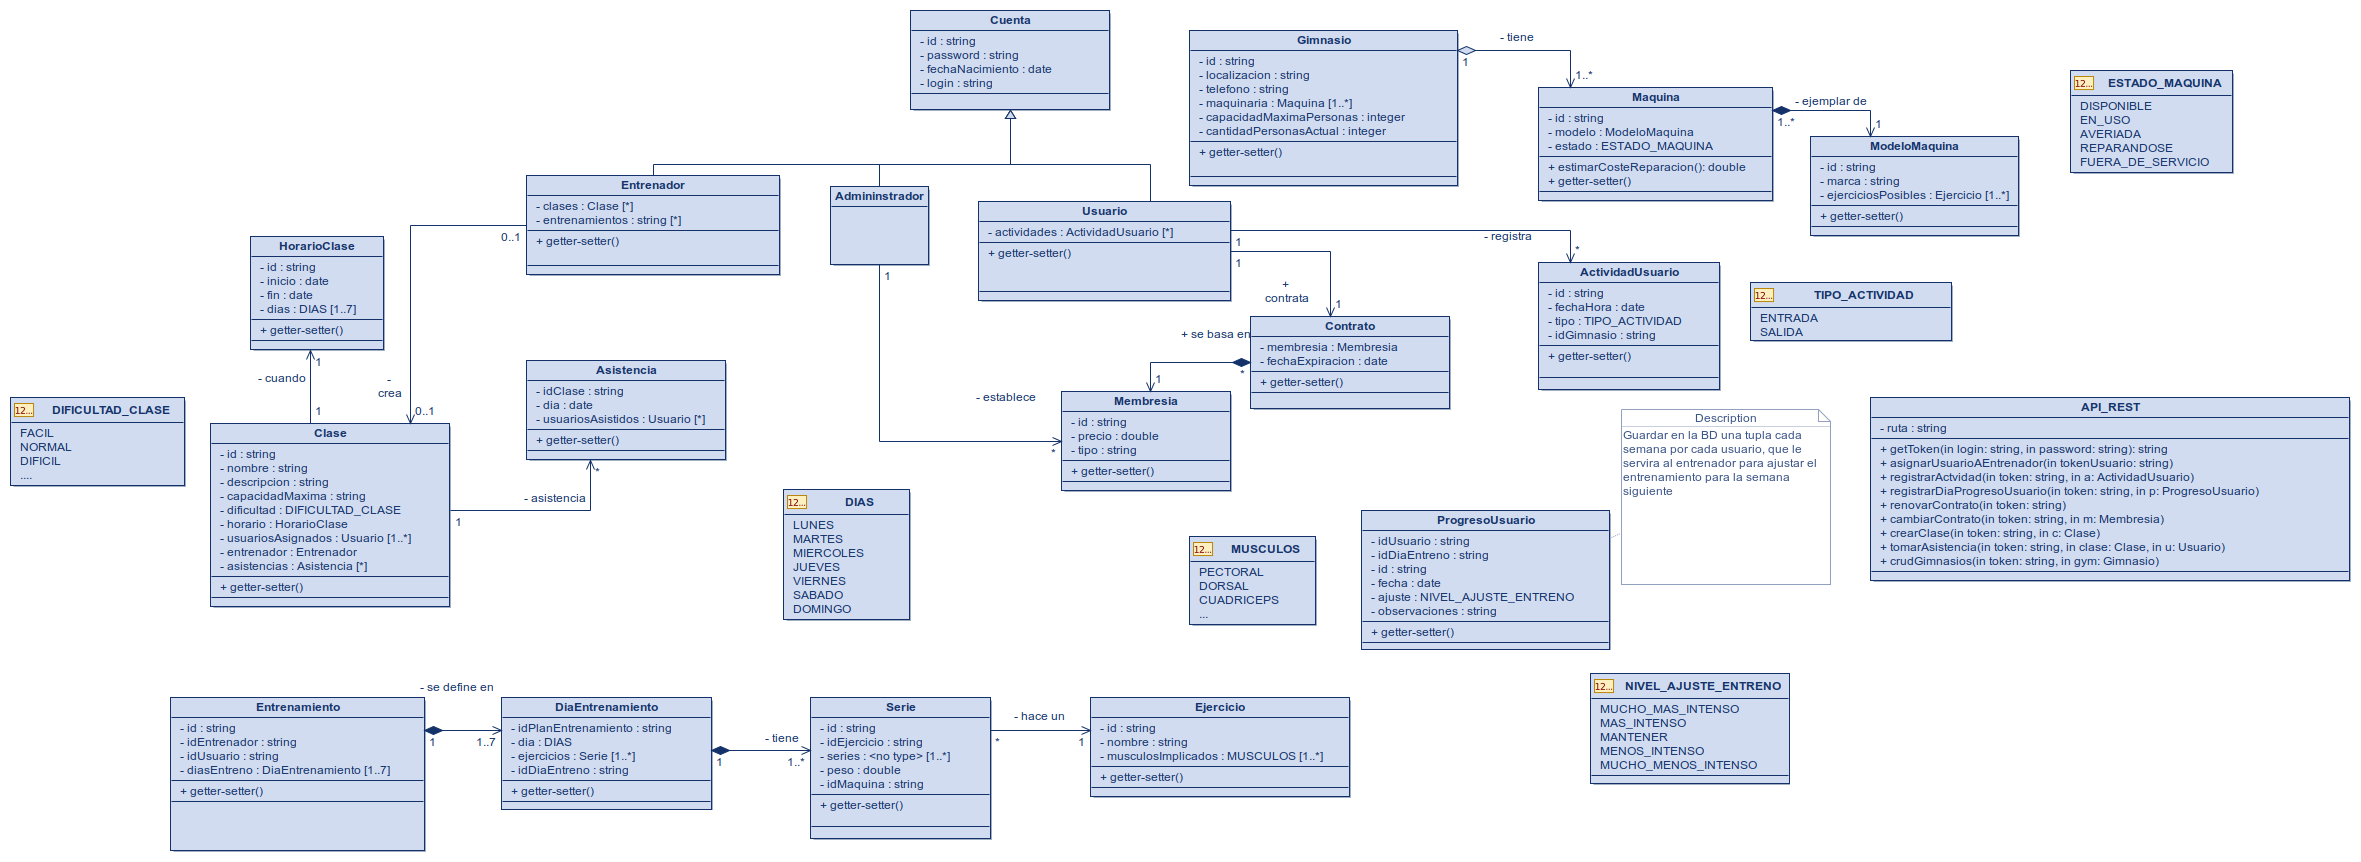 Cuenta
- id : string
- password : string
- fechaNacimiento : date
- login : string
Gimnasio
- id : string
- localizacion : string
- telefono : string
- maquinaria : Maquina [1..*]
- capacidadMaximaPersonas : integer
- cantidadPersonasActual : integer
+ getter-setter()
- tiene
1
1..*
Maquina
- id : string
- modelo : ModeloMaquina
- estado : ESTADO_MAQUINA
+ estimarCosteReparacion(): double
+ getter-setter()
- ejemplar de
1..*
1
ModeloMaquina
- id : string
- marca : string
- ejerciciosPosibles : Ejercicio [1..*]
+ getter-setter()
12...
ESTADO_MAQUINA
DISPONIBLE
EN_USO
AVERIADA
REPARANDOSE
FUERA_DE_SERVICIO
Entrenador
- clases : Clase [*]
- entrenamientos : string [*]
+ getter-setter()
0..1
Admininstrador
1
Usuario
- actividades : ActividadUsuario [*]
+ getter-setter()
1
1
- registra
*
+
contrata
1
ActividadUsuario
- id : string
- fechaHora : date
- tipo : TIPO_ACTIVIDAD
- idGimnasio : string
+ getter-setter()
12...
TIPO_ACTIVIDAD
ENTRADA
SALIDA
HorarioClase
- id : string
- inicio : date
- fin : date
- dias : DIAS [1..7]
+ getter-setter()
1
- cuando
1
-
crea
0..1
Contrato
- membresia : Membresia
- fechaExpiracion : date
+ getter-setter()
+ se basa en
*
1
Asistencia
- idClase : string
- dia : date
- usuariosAsistidos : Usuario [*]
+ getter-setter()
*
- asistencia
1
- establece
*
Membresia
- id : string
- precio : double
- tipo : string
+ getter-setter()
12...
DIFICULTAD_CLASE
FACIL
NORMAL
DIFICIL
....
Clase
- id : string
- nombre : string
- descripcion : string
- capacidadMaxima : string
- dificultad : DIFICULTAD_CLASE
- horario : HorarioClase
- usuariosAsignados : Usuario [1..*]
- entrenador : Entrenador
- asistencias : Asistencia [*]
+ getter-setter()
12...
DIAS
LUNES
MARTES
MIERCOLES
JUEVES
VIERNES
SABADO
DOMINGO
12...
MUSCULOS
PECTORAL
DORSAL
CUADRICEPS
...
Description
Guardar en la BD una tupla cada
semana por cada usuario, que le
servira al entrenador para ajustar el
entrenamiento para la semana
siguiente
ProgresoUsuario
- idUsuario : string
- idDiaEntreno : string
- id : string
- fecha : date
- ajuste : NIVEL_AJUSTE_ENTRENO
- observaciones : string
+ getter-setter()
API_REST
- ruta : string
+ getToken(in login: string, in password: string): string
+ asignarUsuarioAEntrenador(in tokenUsuario: string)
+ registrarActvidad(in token: string, in a: ActividadUsuario)
+ registrarDiaProgresoUsuario(in token: string, in p: ProgresoUsuario)
+ renovarContrato(in token: string)
+ cambiarContrato(in token: string, in m: Membresia)
+ crearClase(in token: string, in c: Clase)
+ tomarAsistencia(in token: string, in clase: Clase, in u: Usuario)
+ crudGimnasios(in token: string, in gym: Gimnasio)
Entrenamiento
- id : string
- idEntrenador : string
- idUsuario : string
- diasEntreno : DiaEntrenamiento [1..7]
+ getter-setter()
- se define en
1
1..7
DiaEntrenamiento
- idPlanEntrenamiento : string
- dia : DIAS
- ejercicios : Serie [1..*]
- idDiaEntreno : string
+ getter-setter()
- tiene
1
1..*
Serie
- id : string
- idEjercicio : string
- series : <no type> [1..*]
- peso : double
- idMaquina : string
+ getter-setter()
- hace un
*
1
Ejercicio
- id : string
- nombre : string
- musculosImplicados : MUSCULOS [1..*]
+ getter-setter()
12...
NIVEL_AJUSTE_ENTRENO
MUCHO_MAS_INTENSO
MAS_INTENSO
MANTENER
MENOS_INTENSO
MUCHO_MENOS_INTENSO